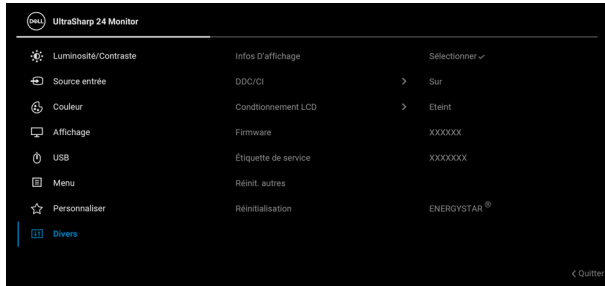 DELL UltraSharp 24 Monitor
Luminosité/Contraste Infos D'affichage Sélectionner
Source entrée DDC/CI > Sur
Couleur Condtionnement LCD > Eteint
Affichage Firmware XXXXXX
USB Étiquette de service XXXXXXX
Menu Réinit. autres
Personnaliser Réinitialisation ENERGYSTAR ®
Divers
< Quitter